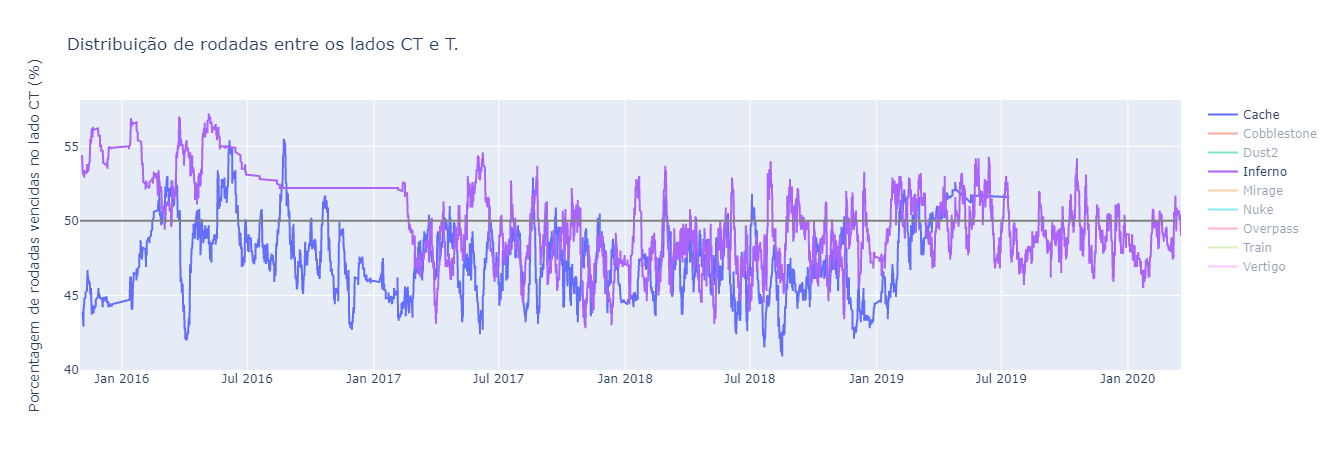 Distribuição de rodadas entre os lados CT e T.
Porcentagem de rodadas vencidas no lado CT (%)
55
50
45
40
Jan 2016
Jul 2016
Jan 2017
Jul 2017
Jan 2018
Jul 2018
Jan 2019
Jul 2019
Jan 2020
Cache
Cobblestone
Dust2
Inferno
Mirage
Nuke
Overpass
Train
Vertigo